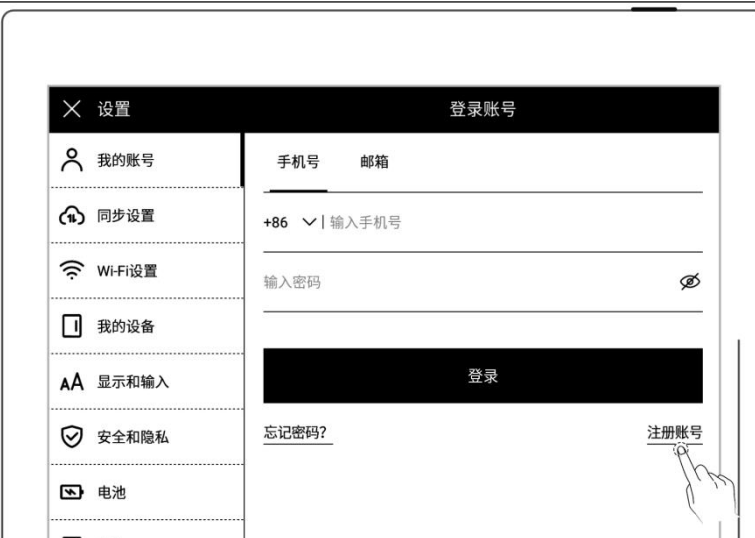 设置
登录账号
我的账号
同步设置
Wi-Fi设置
我的设备
显示和输入
安全和隐私
电池
手机号 邮箱
+86 输入手机号
输入密码
登录
忘记密码? 注册账号